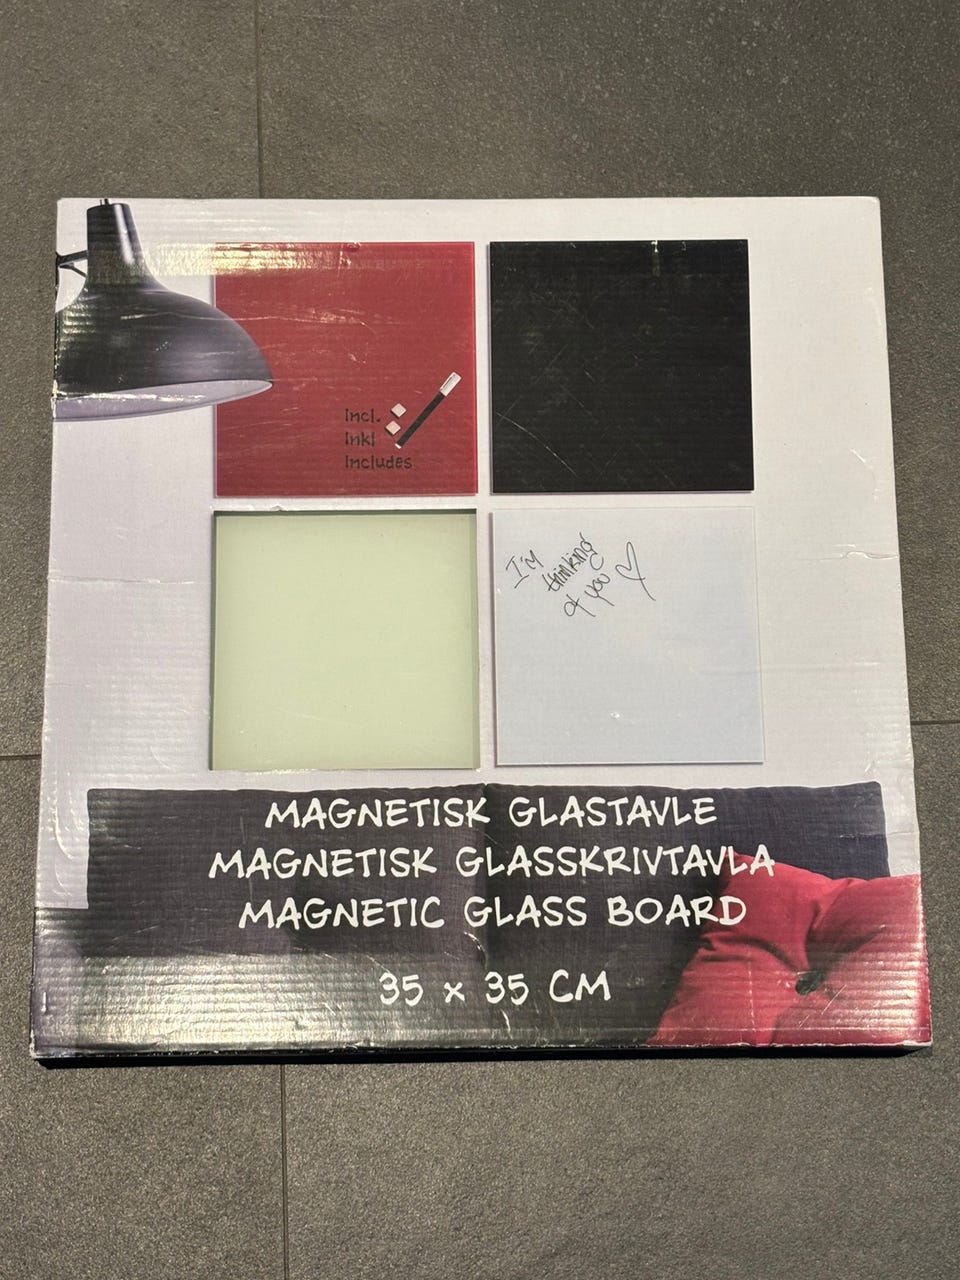 Incl.
Inkl
Includes
I'm
thinking
of you
MAGNETISK GLASTAVLE
MAGNETISK GLASSKRIVTAVLA
MAGNETIC GLASS BOARD
35 x 35 CM